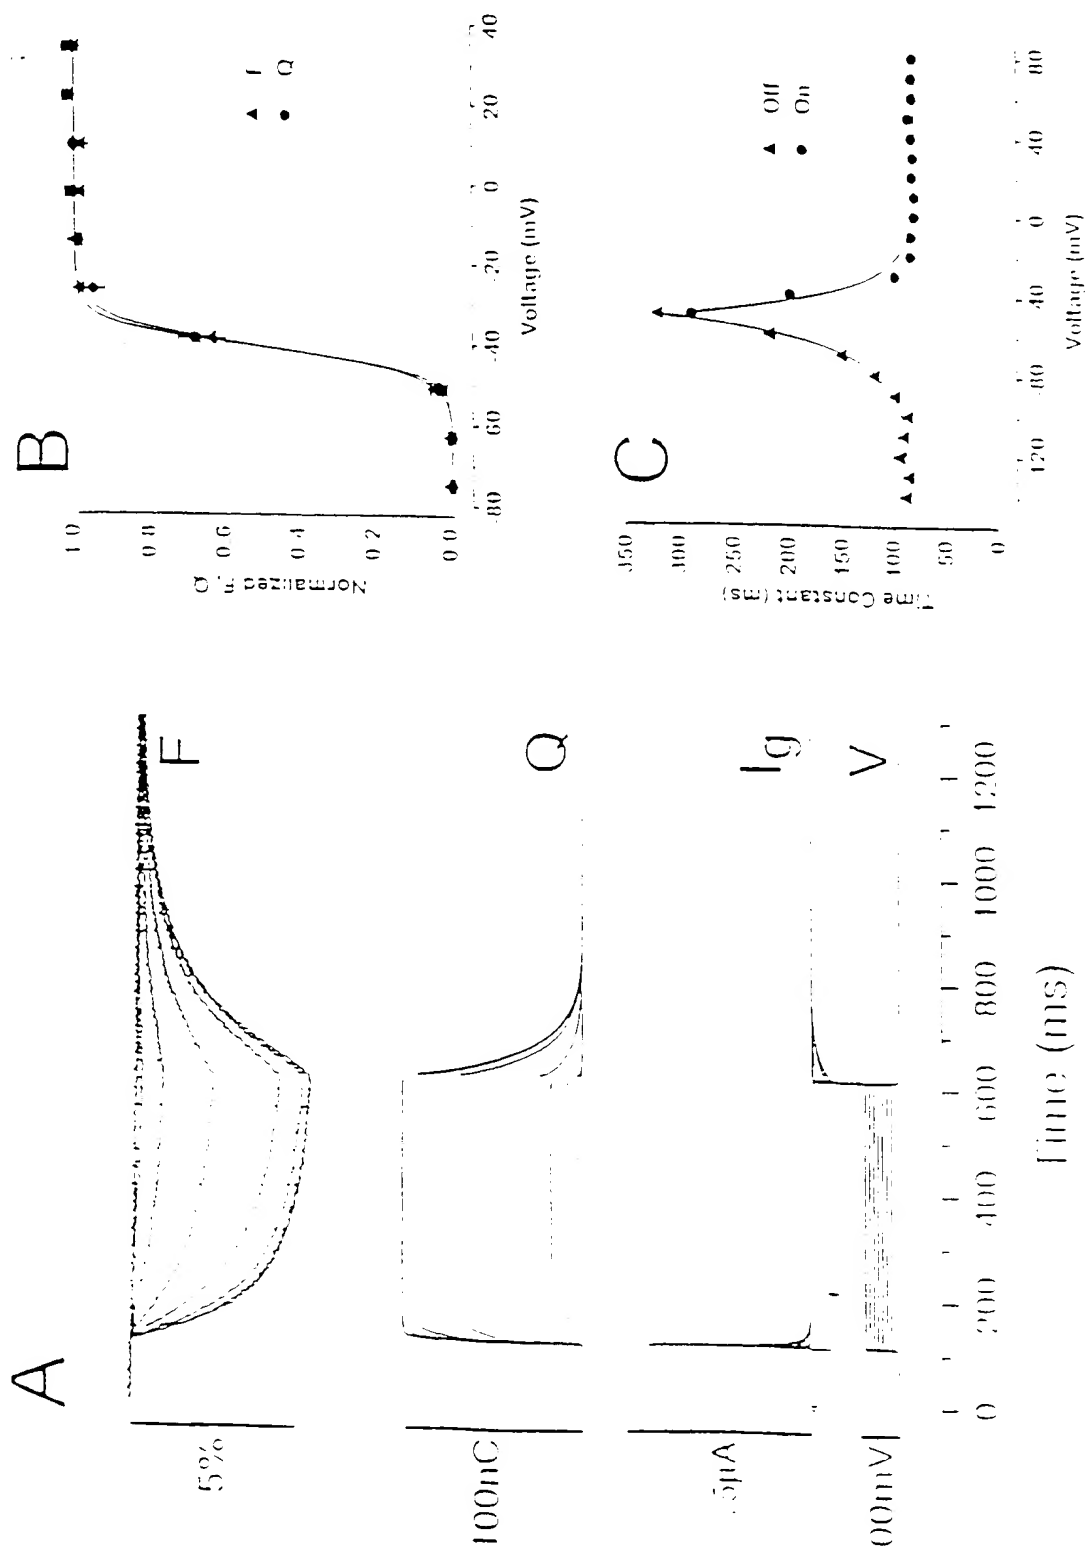 A
F
Q
Ig
V
5%
100nC
.5μA
00mV
0 200 400 600 800 1000 1200
Time (ms)
B
1 0
0 8
0 6
0 4
0 2
0 0
Normalized F, Q
f
Q
-80 60 -40 -20 0 20 40
Voltage (mV)
C
350
300
250
200
150
100
50
0
Time Constant (ms)
Off
On
120 -80 40 0 40 80
Voltage (mV)